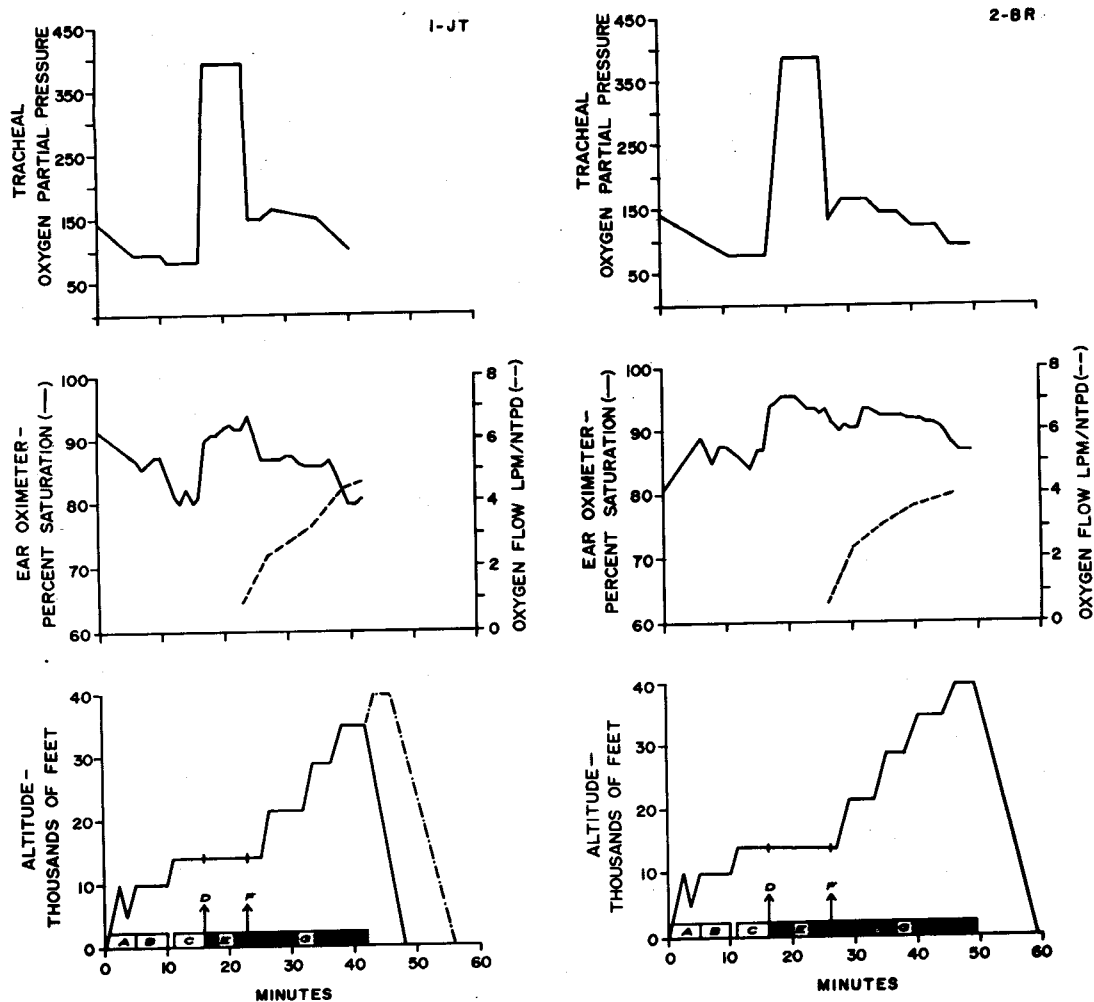 1-JT
TRACHEAL
OXYGEN PARTIAL PRESSURE
450
350
250
150
50
2-BR
TRACHEAL
OXYGEN PARTIAL PRESSURE
450
350
250
150
50
EAR OXIMETER-
PERCENT SATURATION (—)
100
90
80
70
60
8
6
4
2
0
OXYGEN FLOW LPM/NTPD (--)
EAR OXIMETER-
PERCENT SATURATION (—)
100
90
80
70
60
8
6
4
2
0
OXYGEN FLOW LPM/NTPD (--)
ALTITUDE-
THOUSANDS OF FEET
40
30
20
10
0
D F
A B C E G
0 10 20 30 40 50 60
MINUTES
ALTITUDE-
THOUSANDS OF FEET
40
30
20
10
0
D F
A B C E G
0 10 20 30 40 50 60
MINUTES